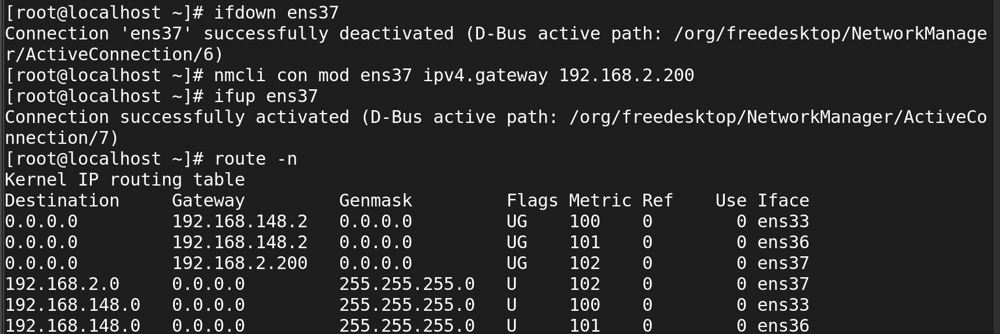 [root@localhost ~]# ifdown ens37
Connection 'ens37' successfully deactivated (D-Bus active path: /org/freedesktop/NetworkManage
r/ActiveConnection/6)
[root@localhost ~]# nmcli con mod ens37 ipv4.gateway 192.168.2.200
[root@localhost ~]# ifup ens37
Connection successfully activated (D-Bus active path: /org/freedesktop/NetworkManager/ActiveCo
nnection/7)
[root@localhost ~]# route -n
Kernel IP routing table
Destination     Gateway         Genmask         Flags Metric Ref    Use Iface
0.0.0.0         192.168.148.2   0.0.0.0         UG    100    0        0 ens33
0.0.0.0         192.168.148.2   0.0.0.0         UG    101    0        0 ens36
0.0.0.0         192.168.2.200   0.0.0.0         UG    102    0        0 ens37
192.168.2.0     0.0.0.0         255.255.255.0   U     102    0        0 ens37
192.168.148.0   0.0.0.0         255.255.255.0   U     100    0        0 ens33
192.168.148.0   0.0.0.0         255.255.255.0   U     101    0        0 ens36